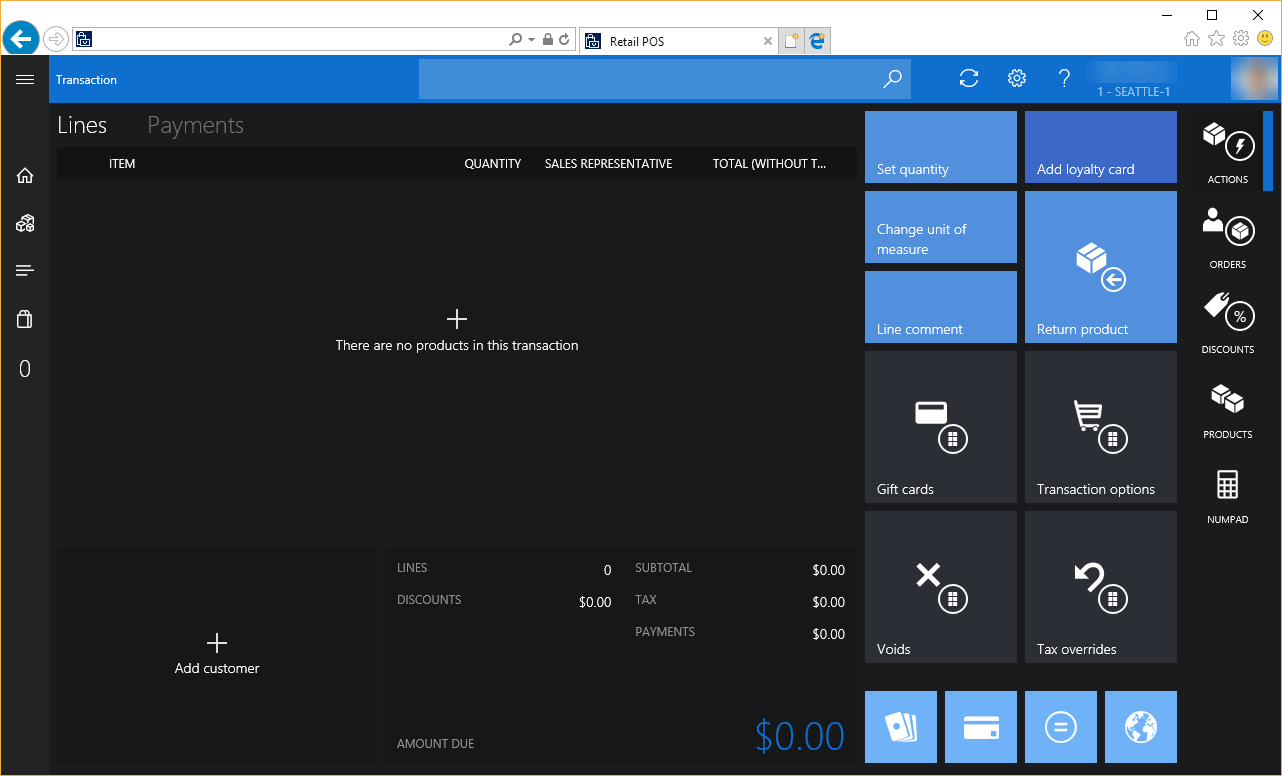 Retail POS
Transaction
1 - SEATTLE-1
Lines
Payments
ITEM
QUANTITY
SALES REPRESENTATIVE
TOTAL (WITHOUT T...
There are no products in this transaction
0
Add customer
LINES
0
DISCOUNTS
$0.00
SUBTOTAL
$0.00
TAX
$0.00
PAYMENTS
$0.00
AMOUNT DUE
$0.00
Set quantity
Add loyalty card
Change unit of
measure
Line comment
Return product
Gift cards
Transaction options
Voids
Tax overrides
ACTIONS
ORDERS
%
DISCOUNTS
PRODUCTS
NUMPAD